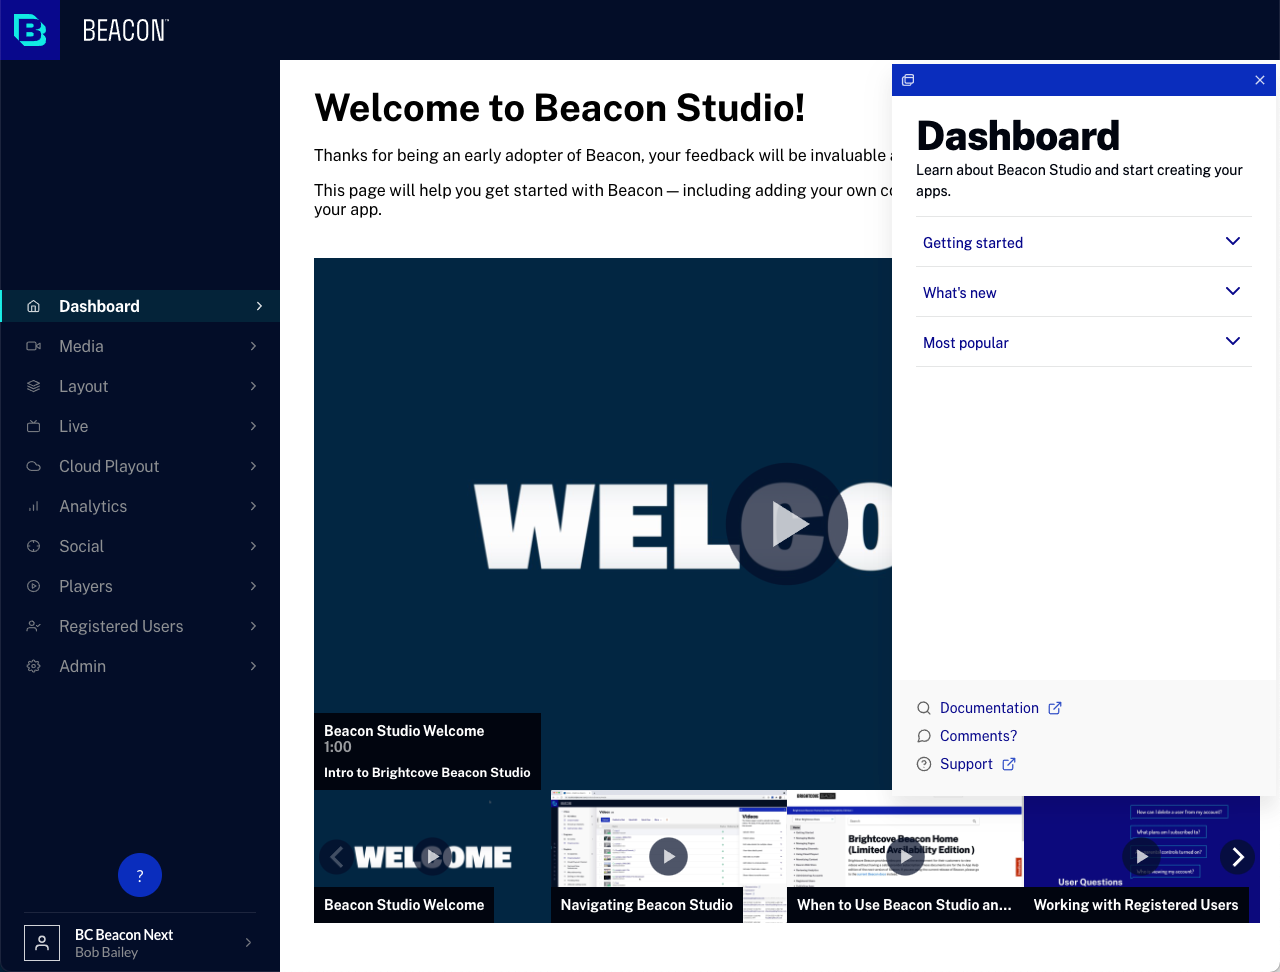 BEACON™
Dashboard
Media
Layout
Live
Cloud Playout
Analytics
Social
Players
Registered Users
Admin
?
BC Beacon Next
Bob Bailey
Welcome to Beacon Studio!
Thanks for being an early adopter of Beacon, your feedback will be invaluable
This page will help you get started with Beacon — including adding your own
your app.
WELCO
Beacon Studio Welcome
1:00
Intro to Brightcove Beacon Studio
WELCOME
Beacon Studio Welcome
Videos
Videos
Navigating Beacon Studio
BRIGHTCOVE
Brightcove Beacon Home
(Limited Availability Edition )
When to Use Beacon Studio an...
How can I delete a user from my account?
What plans am I subscribed to?
User Questions
Working with Registered Users
Dashboard
Learn about Beacon Studio and start creating your
apps.
Getting started
What's new
Most popular
Documentation
Comments?
Support